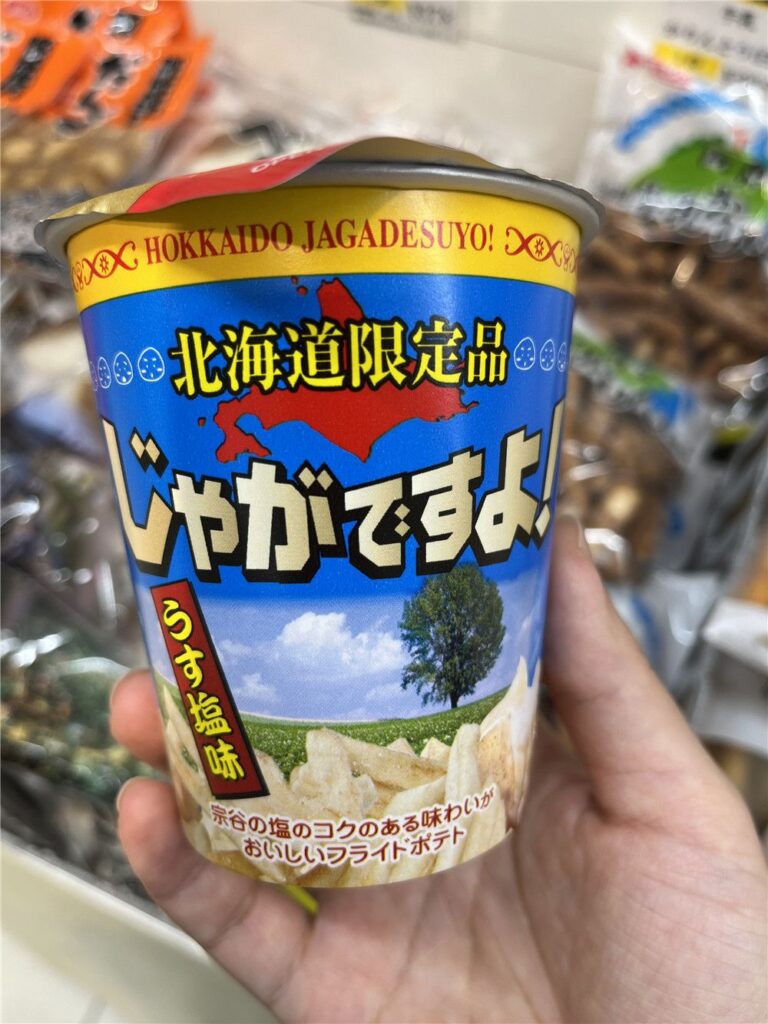 HOKKAIDO JAGADESUYO!
北海道限定品
じゃがですよ!
うす塩味
宗谷の塩のコクのある味わいが
おいしいフライドポテト